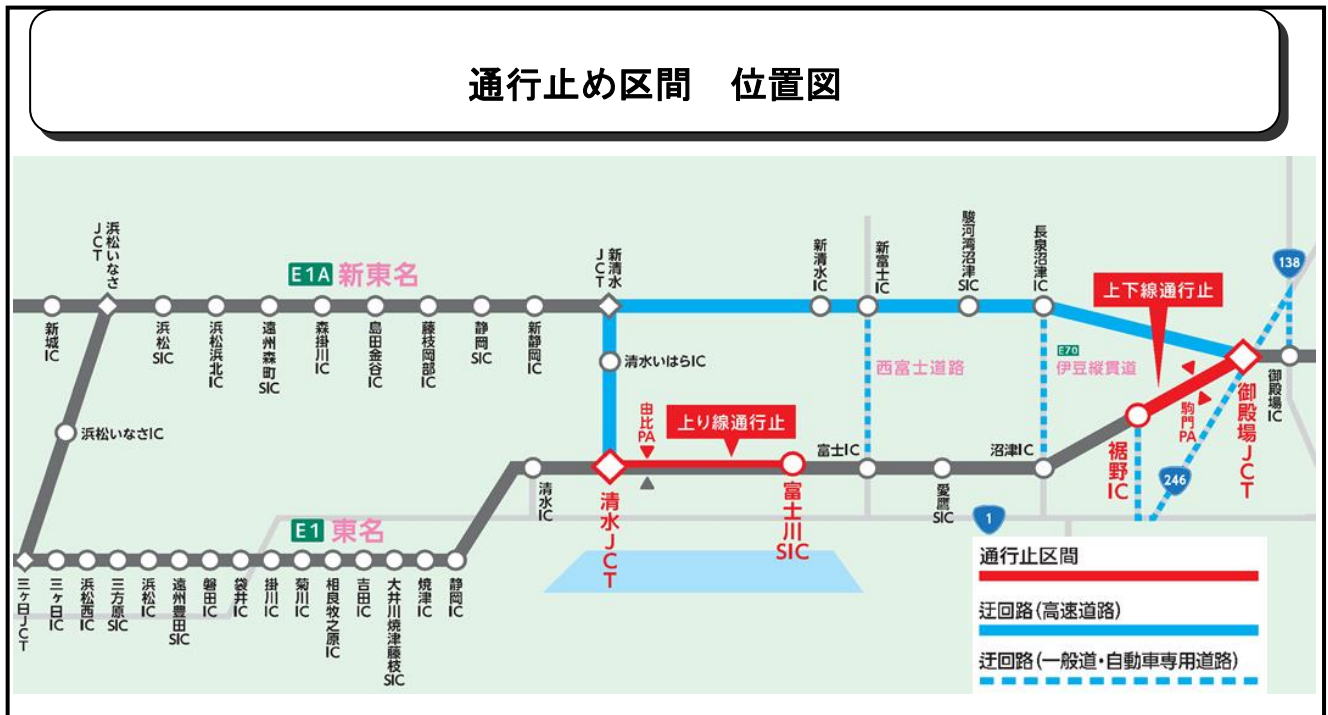 通行止め区間　位置図
浜松いなさJCT
新清水JCT
新清水IC
新富士IC
駿河湾沼津SIC
長泉沼津IC
138
E1A 新東名
上下線通行止
新城IC
浜松SIC
浜松浜北IC
遠州森町SIC
森掛川IC
島田金谷IC
藤枝岡部IC
静岡SIC
新静岡IC
清水いはらIC
西富士道路
E70
伊豆縦貫道
御殿場IC
駒門PA
御殿場JCT
浜松いなさIC
由比PA
上り線通行止
富士IC
沼津IC
裾野IC
246
清水IC
清水JCT
富士川SIC
愛鷹SIC
1
E1 東名
三ヶ日JCT
三ヶ日IC
浜松西IC
三方原SIC
浜松IC
遠州豊田SIC
磐田IC
袋井IC
掛川IC
菊川IC
相良牧之原IC
吉田IC
大井川焼津藤枝SIC
焼津IC
静岡IC
通行止区間
迂回路(高速道路)
迂回路(一般道・自動車専用道路)